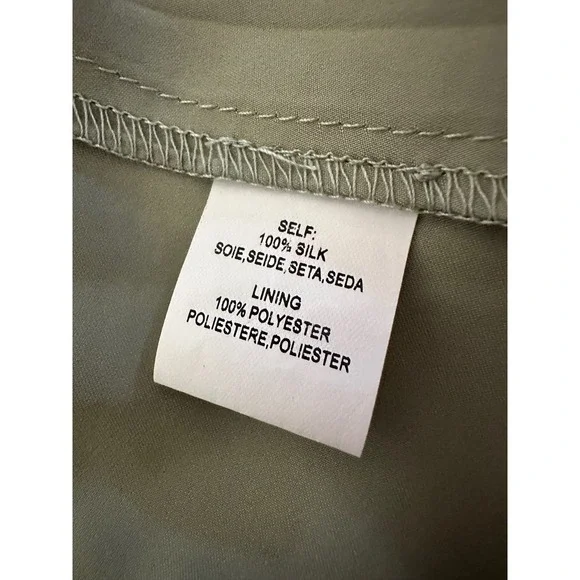 SELF:
100% SILK
SOIE,SEIDE,SETA,SEDA
LINING
100% POLYESTER
POLIESTERE,POLIESTER